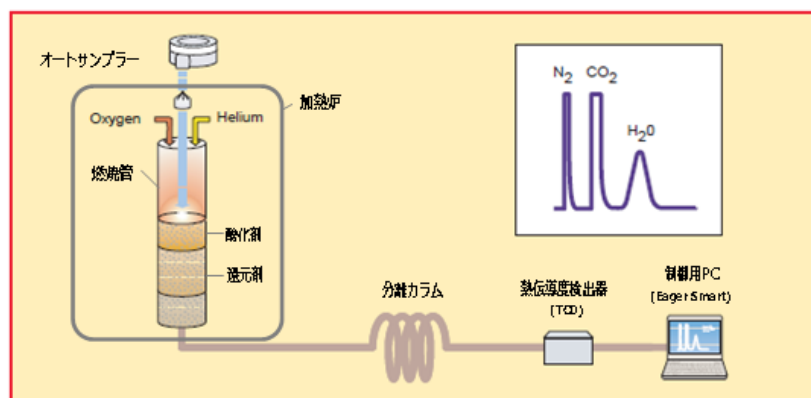 オートサンプラー
加熱炉
Oxygen
Helium
燃焼管
酸化剤
還元剤
分離カラム
熱伝導度検出器
(TCD)
制御用PC
(Eager Smart)
N2 CO2
H20